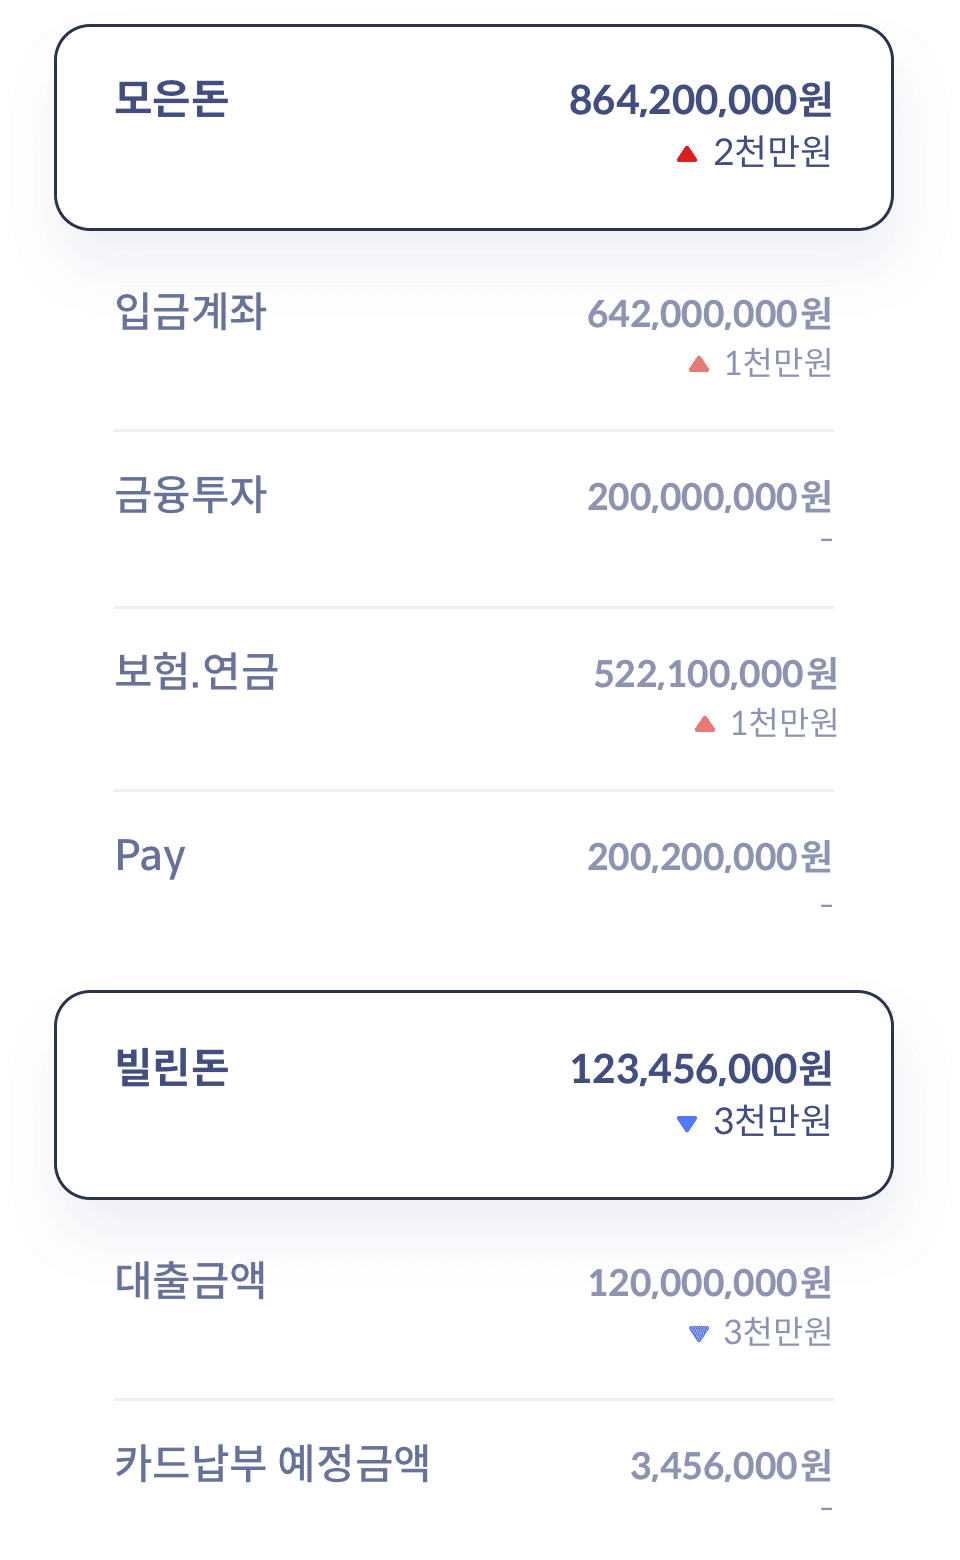 모은돈 864,200,000원
▲ 2천만원
입금계좌 642,000,000원
▲ 1천만원
금융투자 200,000,000원
-
보험.연금 522,100,000원
▲ 1천만원
Pay 200,200,000원
-
빌린돈 123,456,000원
▼ 3천만원
대출금액 120,000,000원
▼ 3천만원
카드납부 예정금액 3,456,000원
-